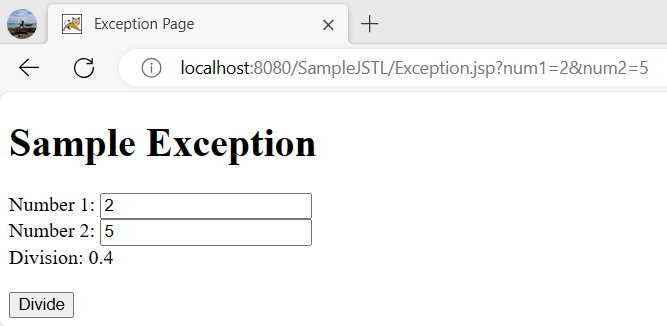 Exception Page
localhost:8080/SampleJSTL/Exception.jsp?num1=2&num2=5
Sample Exception
Number 1: 2
Number 2: 5
Division: 0.4
Divide